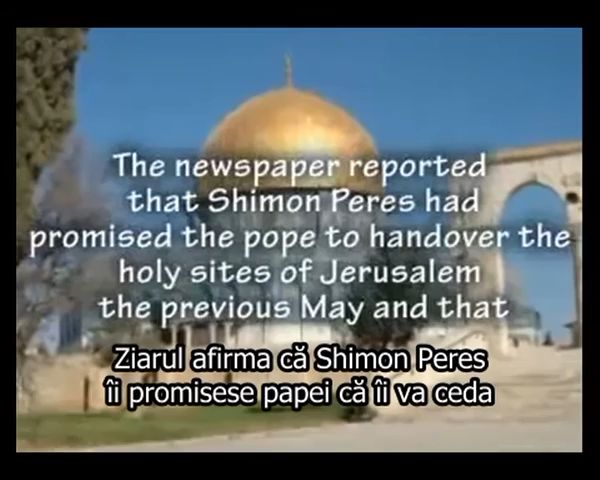 The newspaper reported
that Shimon Peres had
promised the pope to handover the
holy sites of Jerusalem
the previous May and that
Ziarul afirma că Shimon Peres
îi promisese papei că îi va ceda